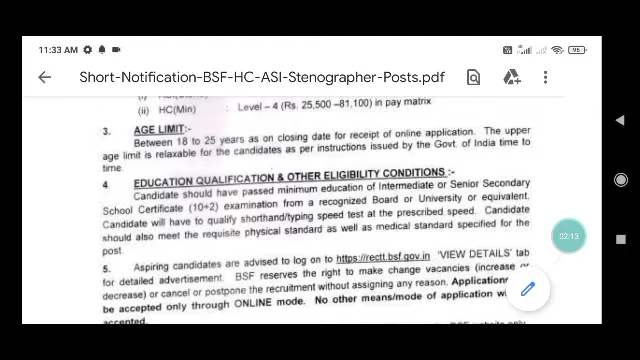 11:33 AM
96
Short-Notification-BSF-HC-ASI-Stenographer-Posts.pdf
(ii) HC(Min) : Level – 4 (Rs. 25,500 –81,100) in pay matrix
3. AGE LIMIT:-
Between 18 to 25 years as on closing date for receipt of online application. The upper
age limit is relaxable for the candidates as per instructions issued by the Govt. of India time to
time.
4. EDUCATION QUALIFICATION & OTHER ELIGIBILITY CONDITIONS :-
Candidate should have passed minimum education of Intermediate or Senior Secondary
School Certificate (10+2) examination from a recognized Board or University or equivalent.
Candidate will have to qualify shorthand/typing speed test at the prescribed speed. Candidate
should also meet the requisite physical standard as well as medical standard specified for the
post.
5. Aspiring candidates are advised to log on to https://rectt.bsf.gov.in 'VIEW DETAILS' tab
for detailed advertisement. BSF reserves the right to make change vacancies (increase or
decrease) or cancel or postpone the recruitment without assigning any reason. Applications
be accepted only through ONLINE mode. No other means/mode of application
accepted.
02:13